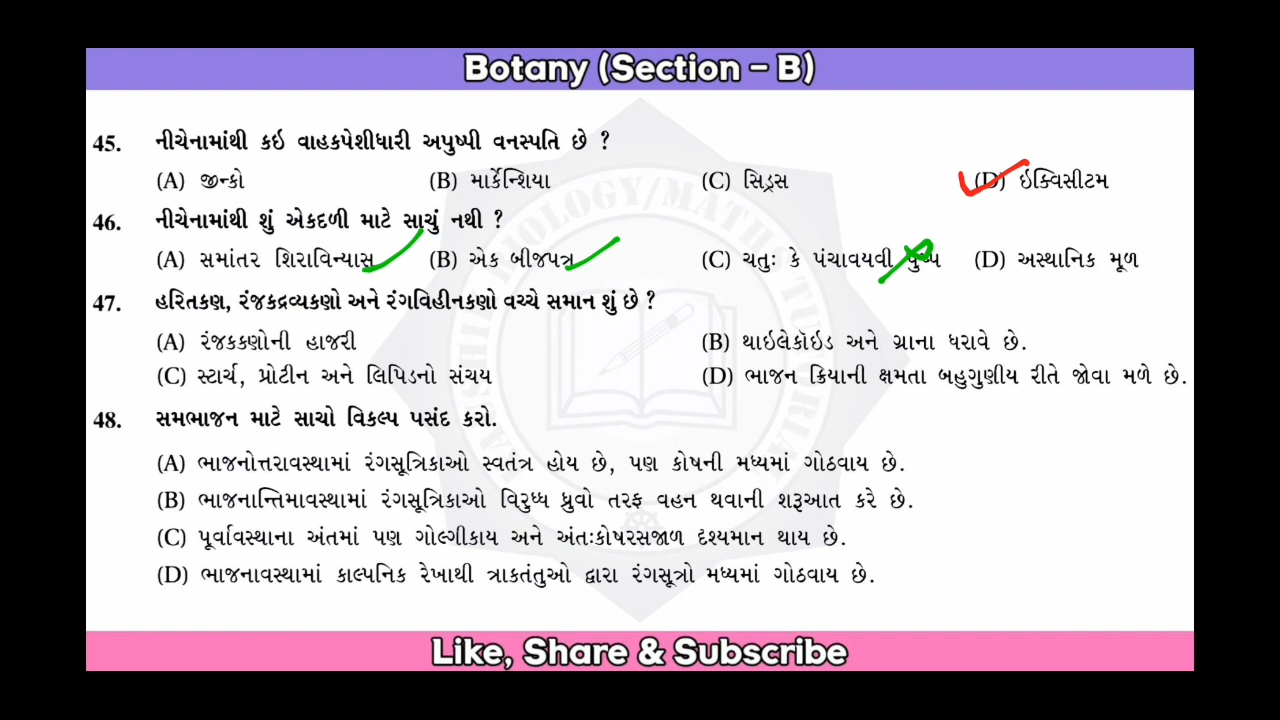 Botany (Section – B)
45. નીચેનામાંથી કઇ વાહકપેશીધારી અપુષ્પી વનસ્પતિ છે ?
(A) જીન્કો (B) માર્કેન્શિયા (C) સિડ્રસ (D) ઇક્વિસીટમ
46. નીચેનામાંથી શું એકદળી માટે સાચું નથી ?
(A) સમાંતર શિરાવિન્યાસ (B) એક બીજપત્ર (C) ચતુઃ કે પંચાવયવી પુષ્પ (D) અસ્થાનિક મૂળ
47. હરિતકણ, રંજકદ્રવ્યકણો અને રંગવિહીનકણો વચ્ચે સમાન શું છે ?
(A) રંજકકણોની હાજરી (B) થાઇલેકૉઇડ અને ગ્રાના ધરાવે છે.
(C) સ્ટાર્ચ, પ્રોટીન અને લિપિડનો સંચય (D) ભાજન ક્રિયાની ક્ષમતા બહુગુણીય રીતે જોવા મળે છે.
48. સમભાજન માટે સાચો વિકલ્પ પસંદ કરો.
(A) ભાજનોત્તરાવસ્થામાં રંગસૂત્રિકાઓ સ્વતંત્ર હોય છે, પણ કોષની મધ્યમાં ગોઠવાય છે.
(B) ભાજનાન્તિમાવસ્થામાં રંગસૂત્રિકાઓ વિરુધ્ધ ધ્રુવો તરફ વહન થવાની શરૂઆત કરે છે.
(C) પૂર્વાવસ્થાના અંતમાં પણ ગોલ્ગીકાય અને અંતઃકોષરસજાળ દૃશ્યમાન થાય છે.
(D) ભાજનાવસ્થામાં કાલ્પનિક રેખાથી ત્રાકતંતુઓ દ્વારા રંગસૂત્રો મધ્યમાં ગોઠવાય છે.
Like, Share & Subscribe